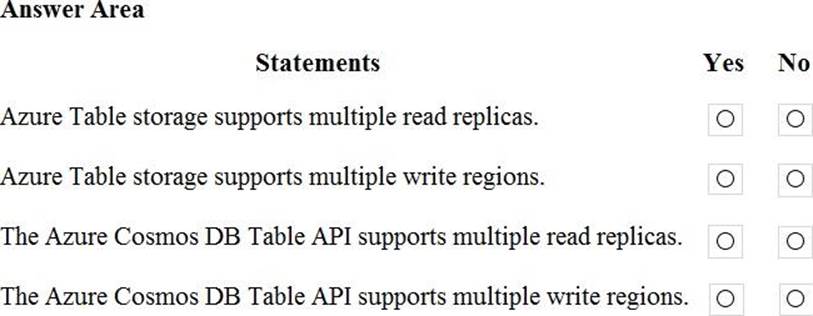 Answer Area
Statements Yes No
Azure Table storage supports multiple read replicas.
Azure Table storage supports multiple write regions.
The Azure Cosmos DB Table API supports multiple read replicas.
The Azure Cosmos DB Table API supports multiple write regions.